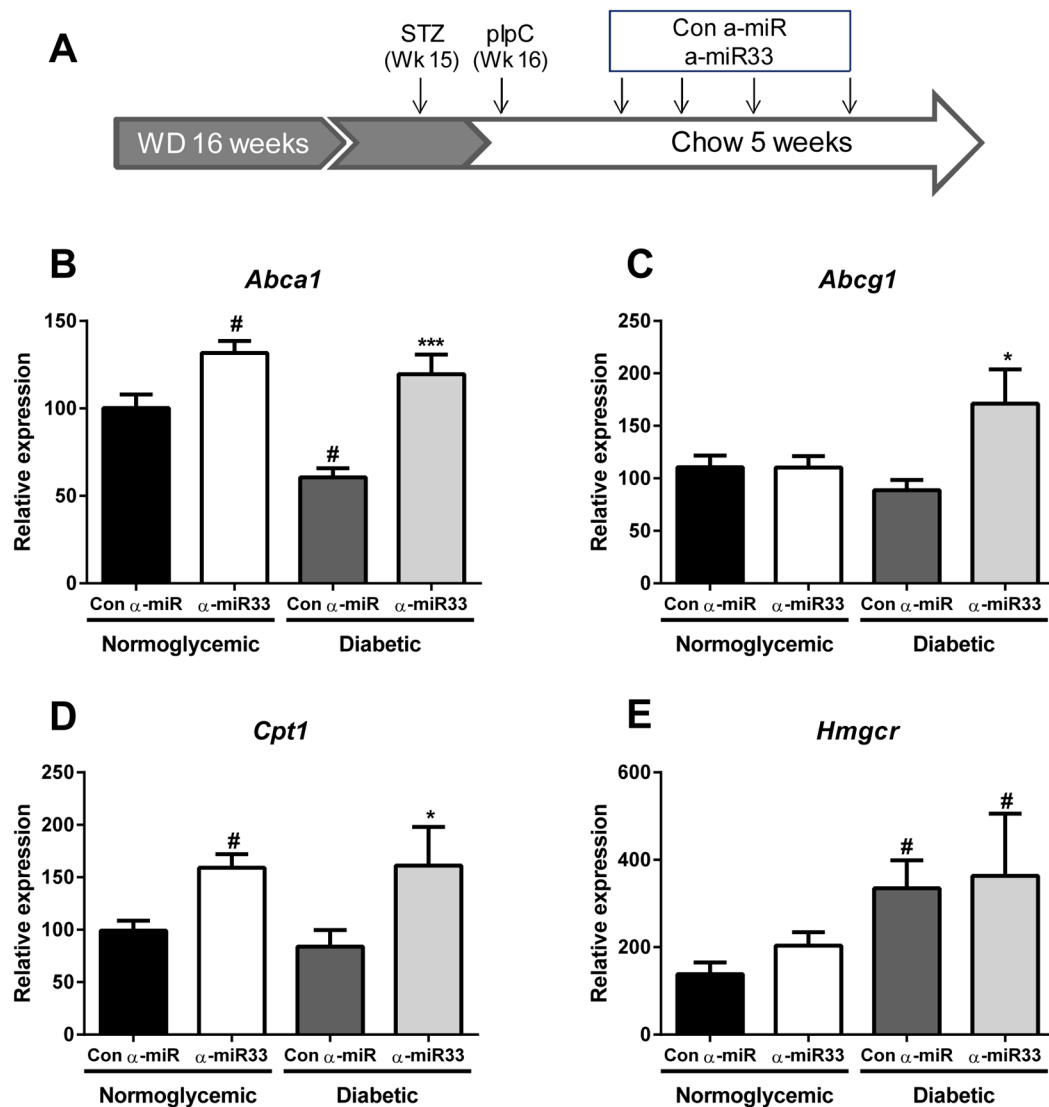 A
STZ
(Wk 15)
pIpC
(Wk 16)
Con a-miR
a-miR33
WD 16 weeks
Chow 5 weeks
B
Abca1
Relative expression
150
100
50
0
#
#
***
Con α-miR α-miR33 Con α-miR α-miR33
Normoglycemic Diabetic
C
Abcg1
Relative expression
250
200
150
100
50
0
*
Con α-miR α-miR33 Con α-miR α-miR33
Normoglycemic Diabetic
D
Cpt1
Relative expression
250
200
150
100
50
0
#
*
Con α-miR α-miR33 Con α-miR α-miR33
Normoglycemic Diabetic
E
Hmgcr
Relative expression
600
400
200
0
#
#
Con α-miR α-miR33 Con α-miR α-miR33
Normoglycemic Diabetic